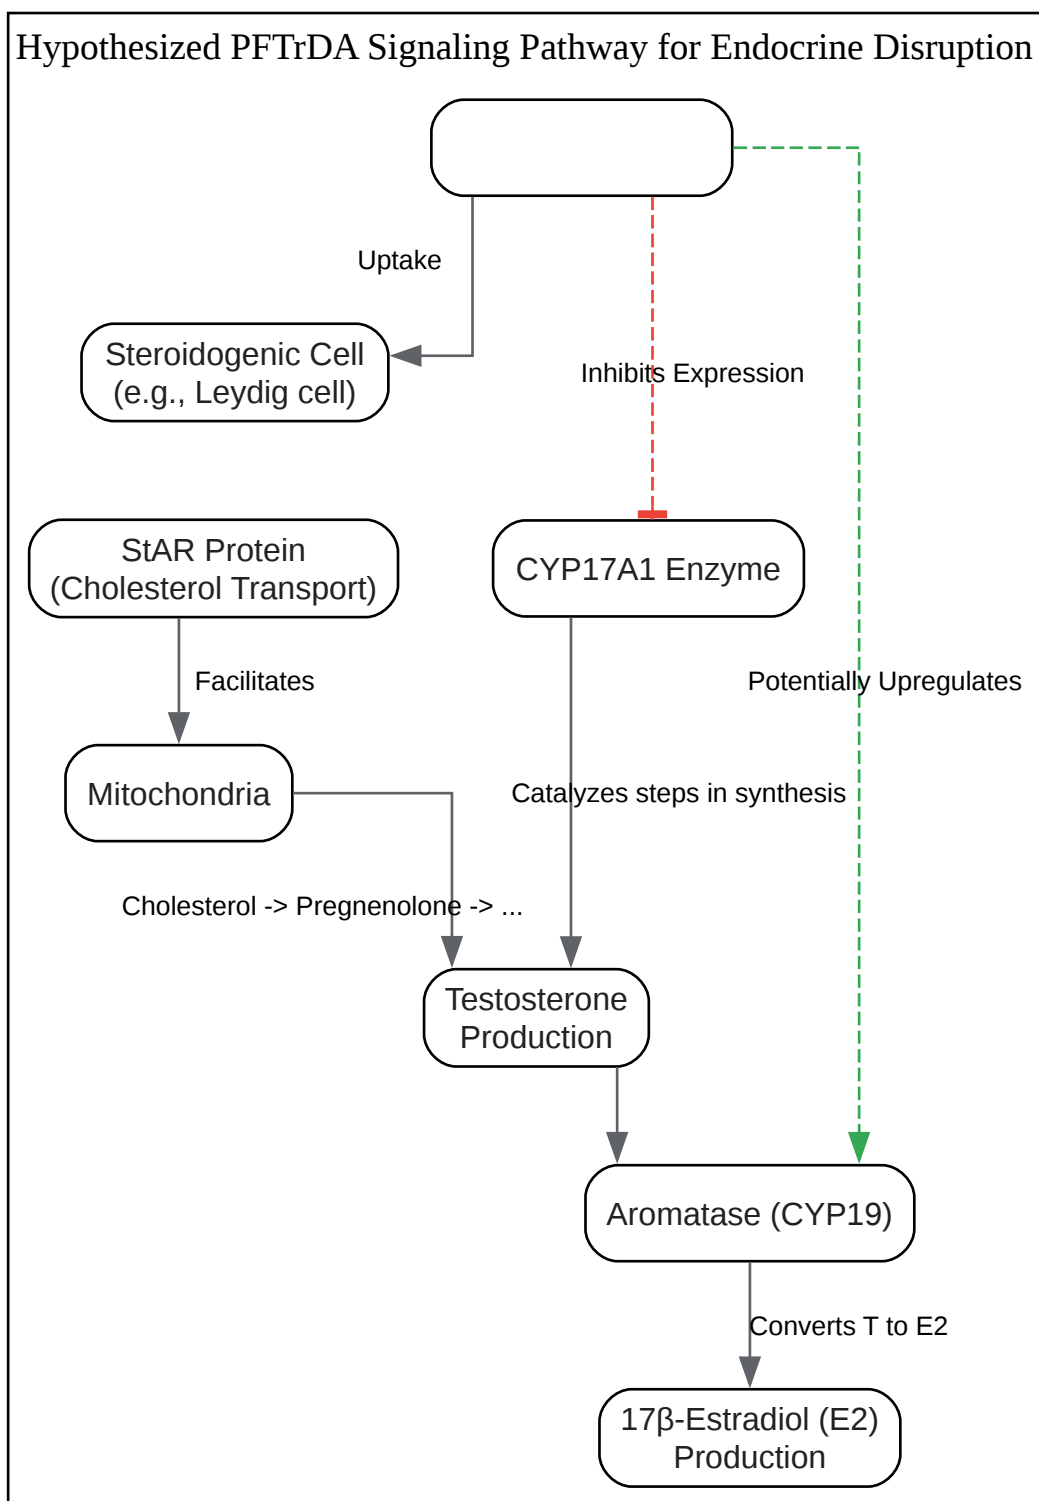 Hypothesized PFTrDA Signaling Pathway for Endocrine Disruption
Uptake
Steroidogenic Cell
(e.g., Leydig cell)
Inhibits Expression
StAR Protein
(Cholesterol Transport)
CYP17A1 Enzyme
Facilitates
Potentially Upregulates
Mitochondria
Catalyzes steps in synthesis
Cholesterol -> Pregnenolone -> ...
Testosterone
Production
Aromatase (CYP19)
Converts T to E2
17β-Estradiol (E2)
Production